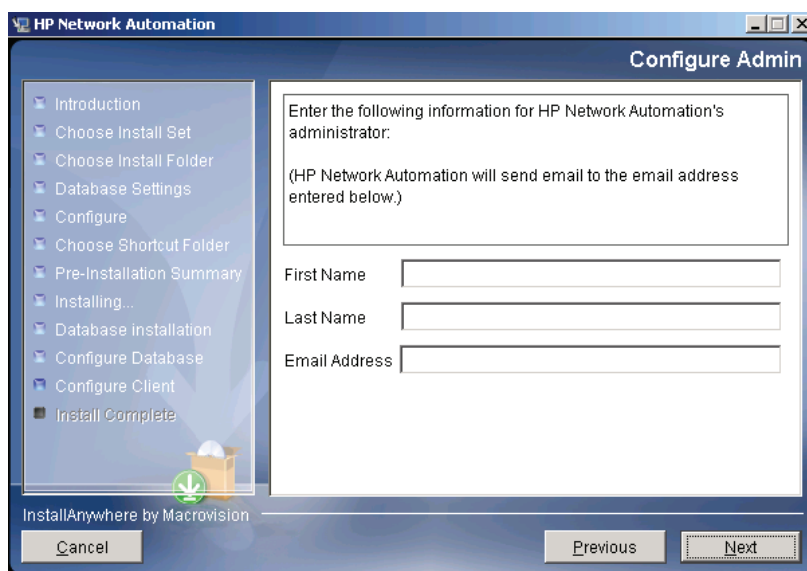 HP Network Automation
Configure Admin
Introduction
Choose Install Set
Choose Install Folder
Database Settings
Configure
Choose Shortcut Folder
Pre-Installation Summary
Installing...
Database installation
Configure Database
Configure Client
Install Complete
Enter the following information for HP Network Automation's
administrator:
(HP Network Automation will send email to the email address
entered below.)
First Name
Last Name
Email Address
InstallAnywhere by Macrovision
Cancel
Previous
Next